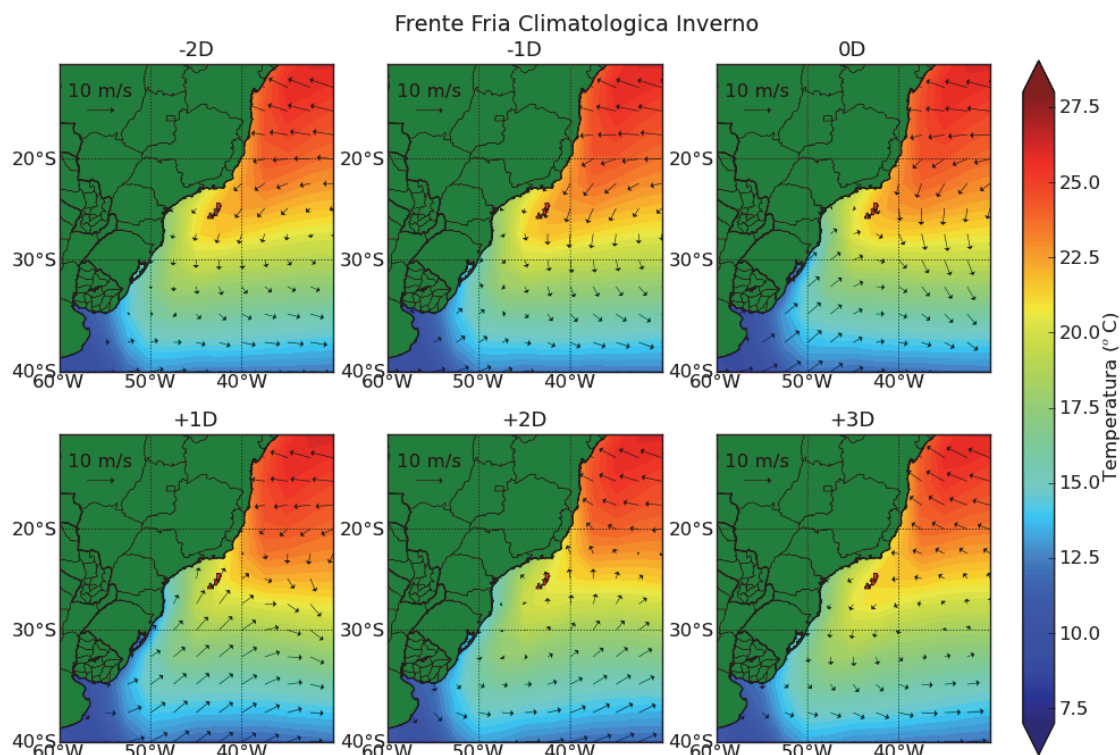 Frente Fria Climatologica Inverno
-2D -1D 0D
10 m/s 10 m/s 10 m/s
20°S 20°S 20°S
30°S 30°S 30°S
40°S 40°S 40°S
60°W 50°W 40°W 60°W 50°W 40°W 60°W 50°W 40°W
+1D +2D +3D
10 m/s 10 m/s 10 m/s
20°S 20°S 20°S
30°S 30°S 30°S
40°S 40°S 40°S
60°W 50°W 40°W 60°W 50°W 40°W 60°W 50°W 40°W
27.5
25.0
22.5
20.0
17.5
15.0
12.5
10.0
7.5
Temperatura (° C)